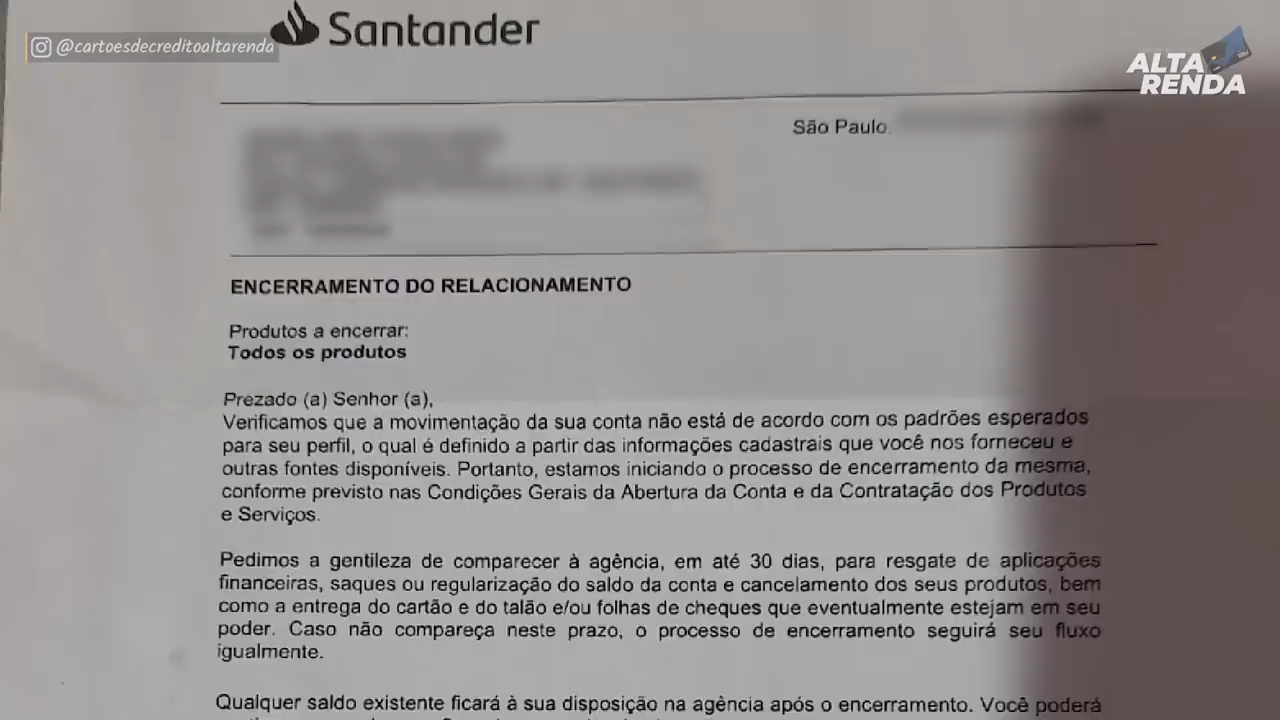 @cartoesdecreditoaltarenda
Santander
ALTA
RENDA
São Paulo,
ENCERRAMENTO DO RELACIONAMENTO
Produtos a encerrar:
Todos os produtos
Prezado (a) Senhor (a),
Verificamos que a movimentação da sua conta não está de acordo com os padrões esperados
para seu perfil, o qual é definido a partir das informações cadastrais que você nos forneceu e
outras fontes disponíveis. Portanto, estamos iniciando o processo de encerramento da mesma,
conforme previsto nas Condições Gerais da Abertura da Conta e da Contratação dos Produtos
e Serviços.
Pedimos a gentileza de comparecer à agência, em até 30 dias, para resgate de aplicações
financeiras, saques ou regularização do saldo da conta e cancelamento dos seus produtos, bem
como a entrega do cartão e do talão e/ou folhas de cheques que eventualmente estejam em seu
poder. Caso não compareça neste prazo, o processo de encerramento seguirá seu fluxo
igualmente.
Qualquer saldo existente ficará à sua disposição na agência após o encerramento. Você poderá